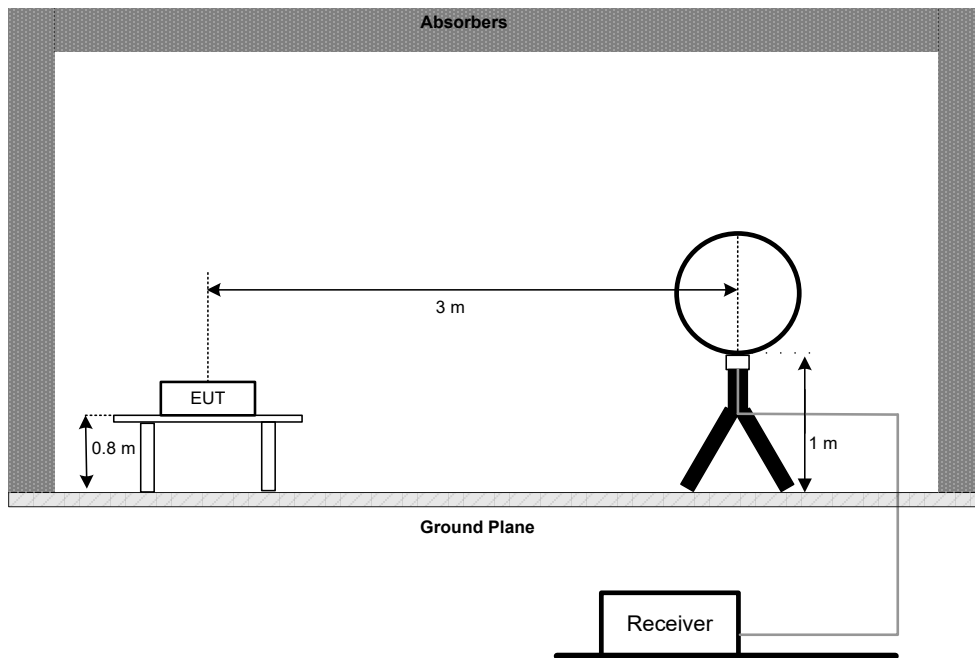 Absorbers
3 m
EUT
0.8 m
1 m
Ground Plane
Receiver